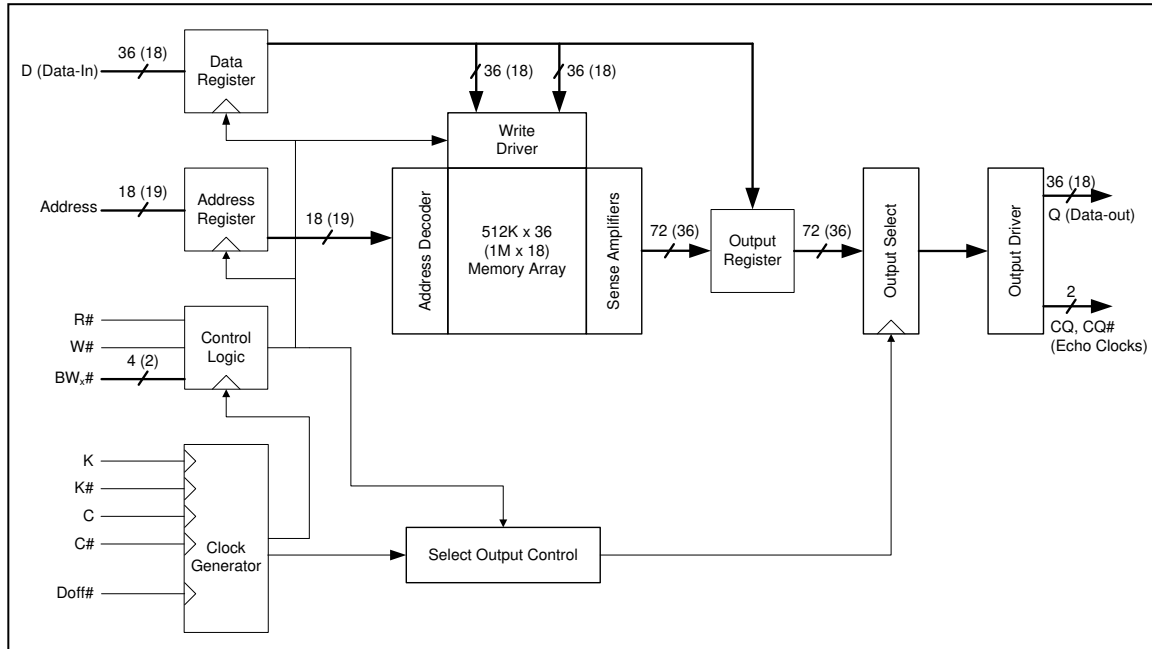 D (Data-In)
36 (18)
Data
Register
36 (18)
36 (18)
Write
Driver
Address
18 (19)
Address
Register
18 (19)
Address Decoder
512K x 36
(1M x 18)
Memory Array
Sense Amplifiers
72 (36)
Output
Register
72 (36)
Output Select
Output Driver
36 (18)
Q (Data-out)
2
CQ, CQ#
(Echo Clocks)
R#
W#
4 (2)
BWₓ#
Control
Logic
K
K#
C
C#
Doff#
Clock
Generator
Select Output Control